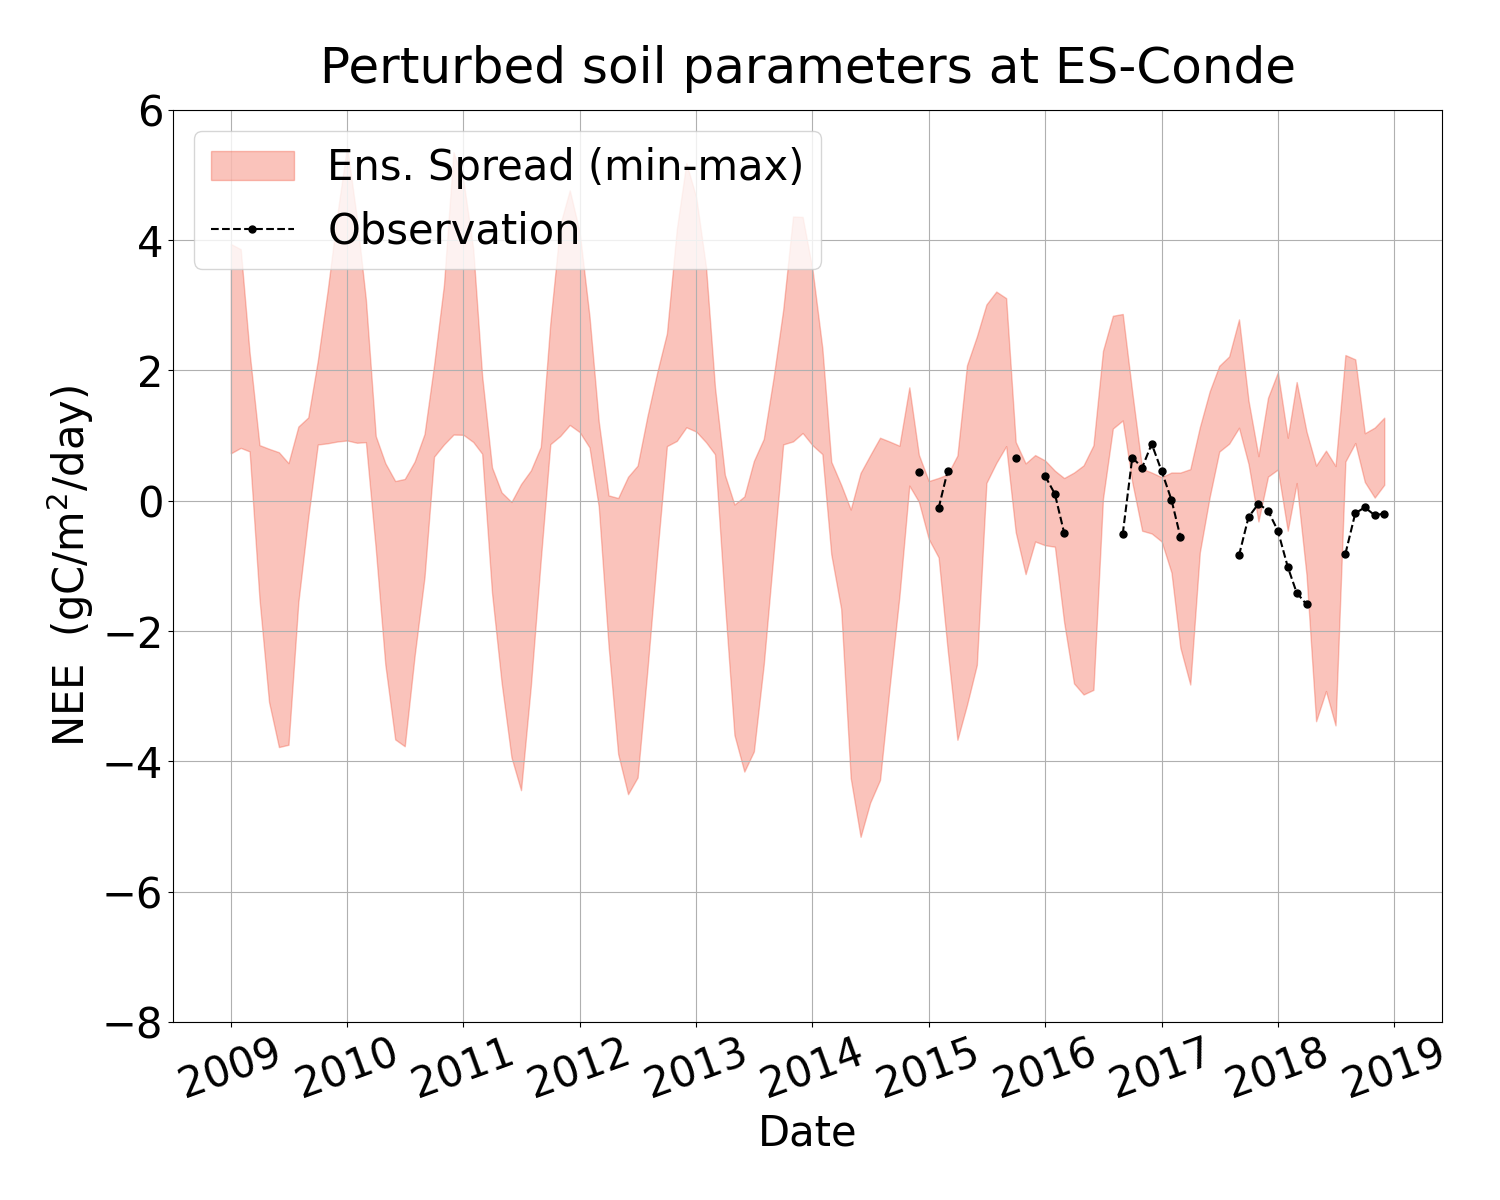 Perturbed soil parameters at ES-Conde
6
Ens. Spread (min-max)
Observation
4
2
0
−2
−4
−6
−8
NEE (gC/m²/day)
2009 2010 2011 2012 2013 2014 2015 2016 2017 2018 2019
Date